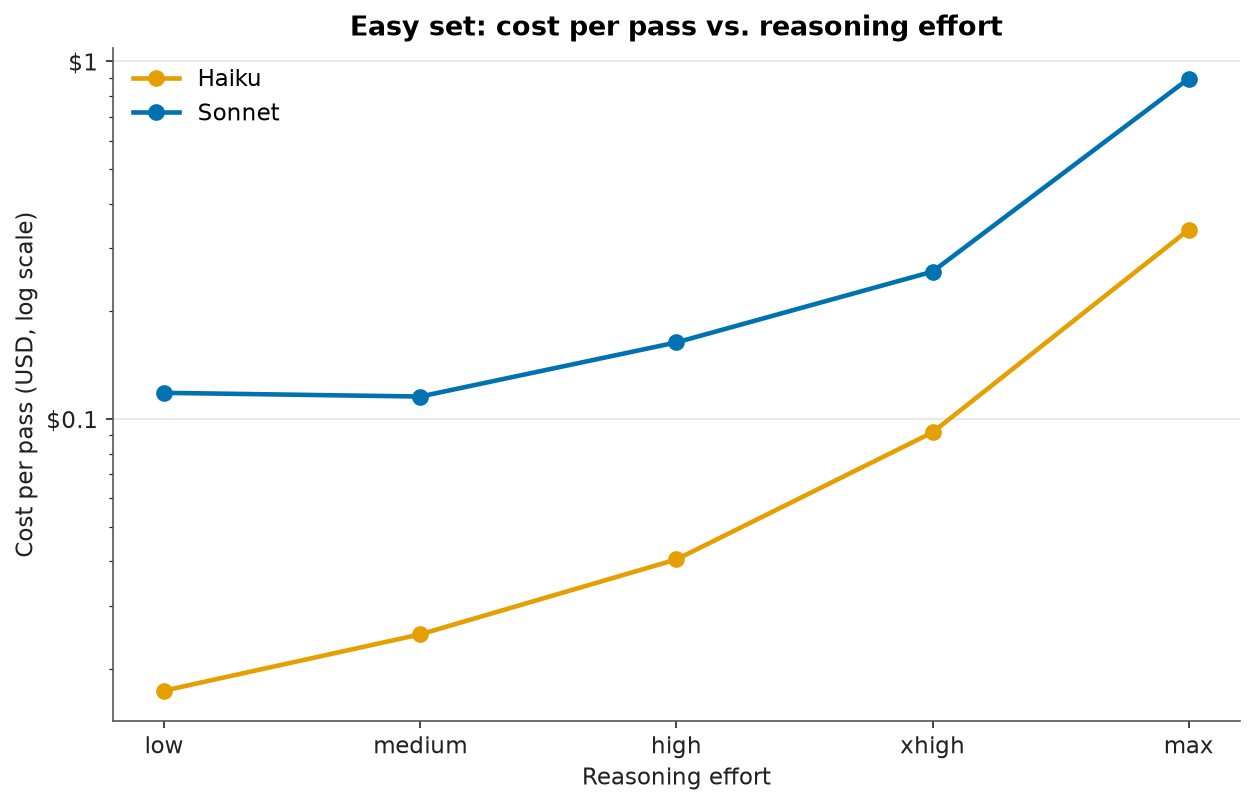 Easy set: cost per pass vs. reasoning effort
Haiku
Sonnet
$1
$0.1
Cost per pass (USD, log scale)
low
medium
high
xhigh
max
Reasoning effort